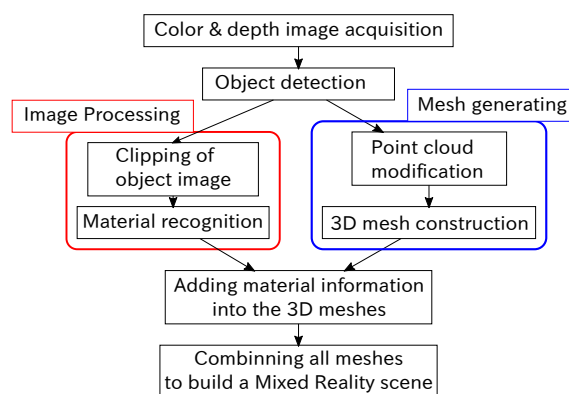 Color & depth image acquisition
Object detection
Image Processing
Mesh generating
Clipping of
object image
Point cloud
modification
Material recognition
3D mesh construction
Adding material information
into the 3D meshes
Combinning all meshes
to build a Mixed Reality scene